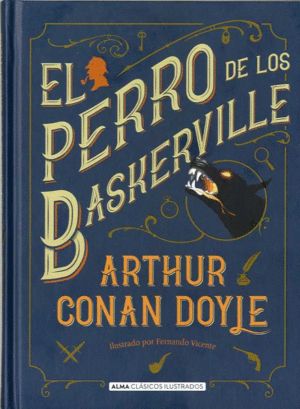 EL
PERRO
DE LOS
BASKERVILLE
ARTHUR
CONAN DOYLE
ilustrado por Fernando Vicente
ALMA CLÁSICOS ILUSTRADOS